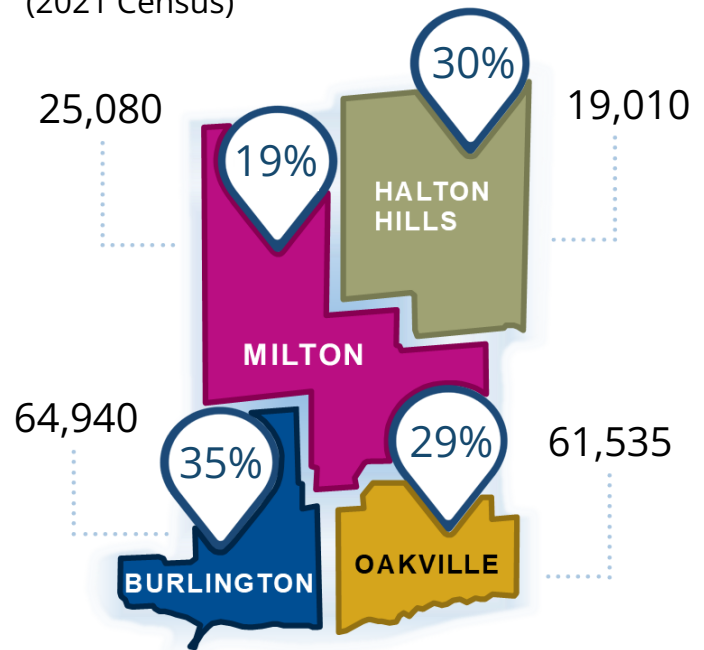 (2021 Census)
30%
25,080
19,010
19%
HALTON
HILLS
MILTON
64,940
35%
29%
61,535
OAKVILLE
BURLINGTON